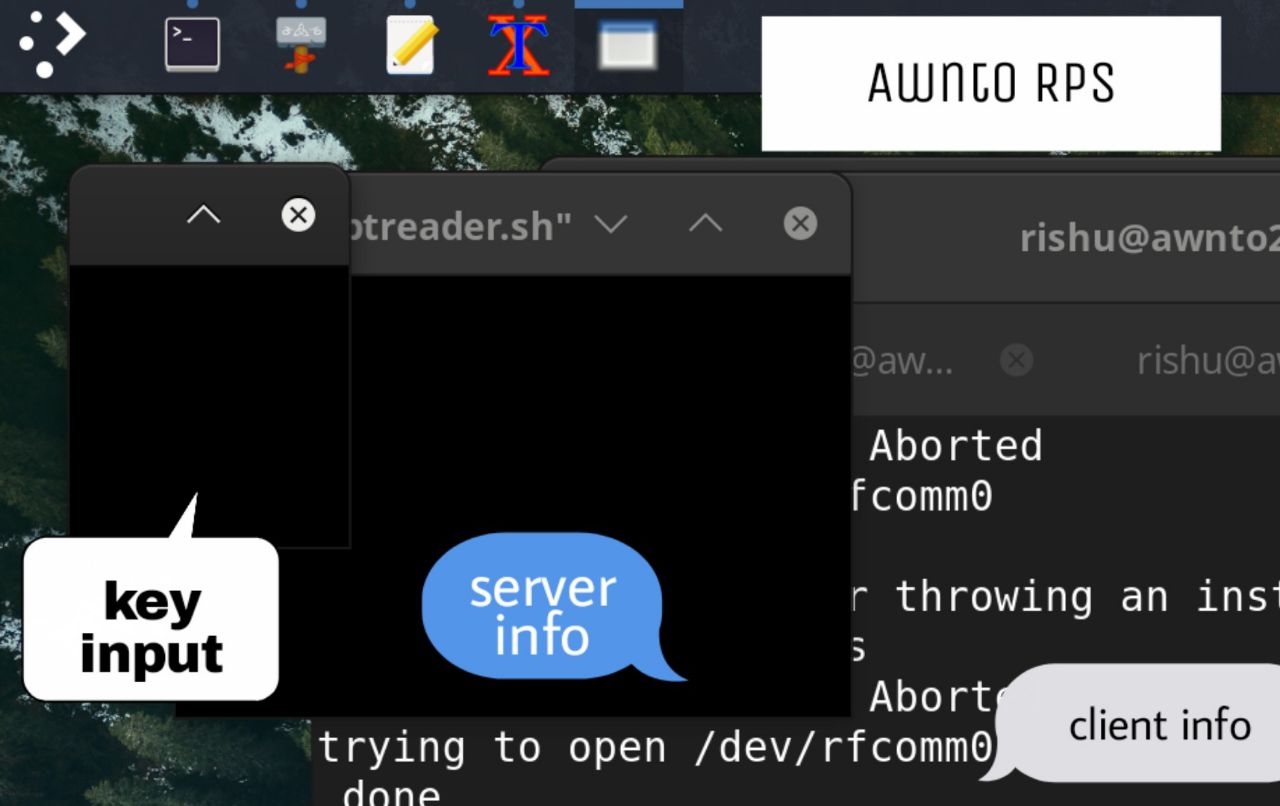 >_
AWNTO RPS
btreader.sh"
rishu@awnto2
@aw...
rishu@aw
Aborted
fcomm0
r throwing an inst
s
Aborte
trying to open /dev/rfcomm0
done
key
input
server
info
client info